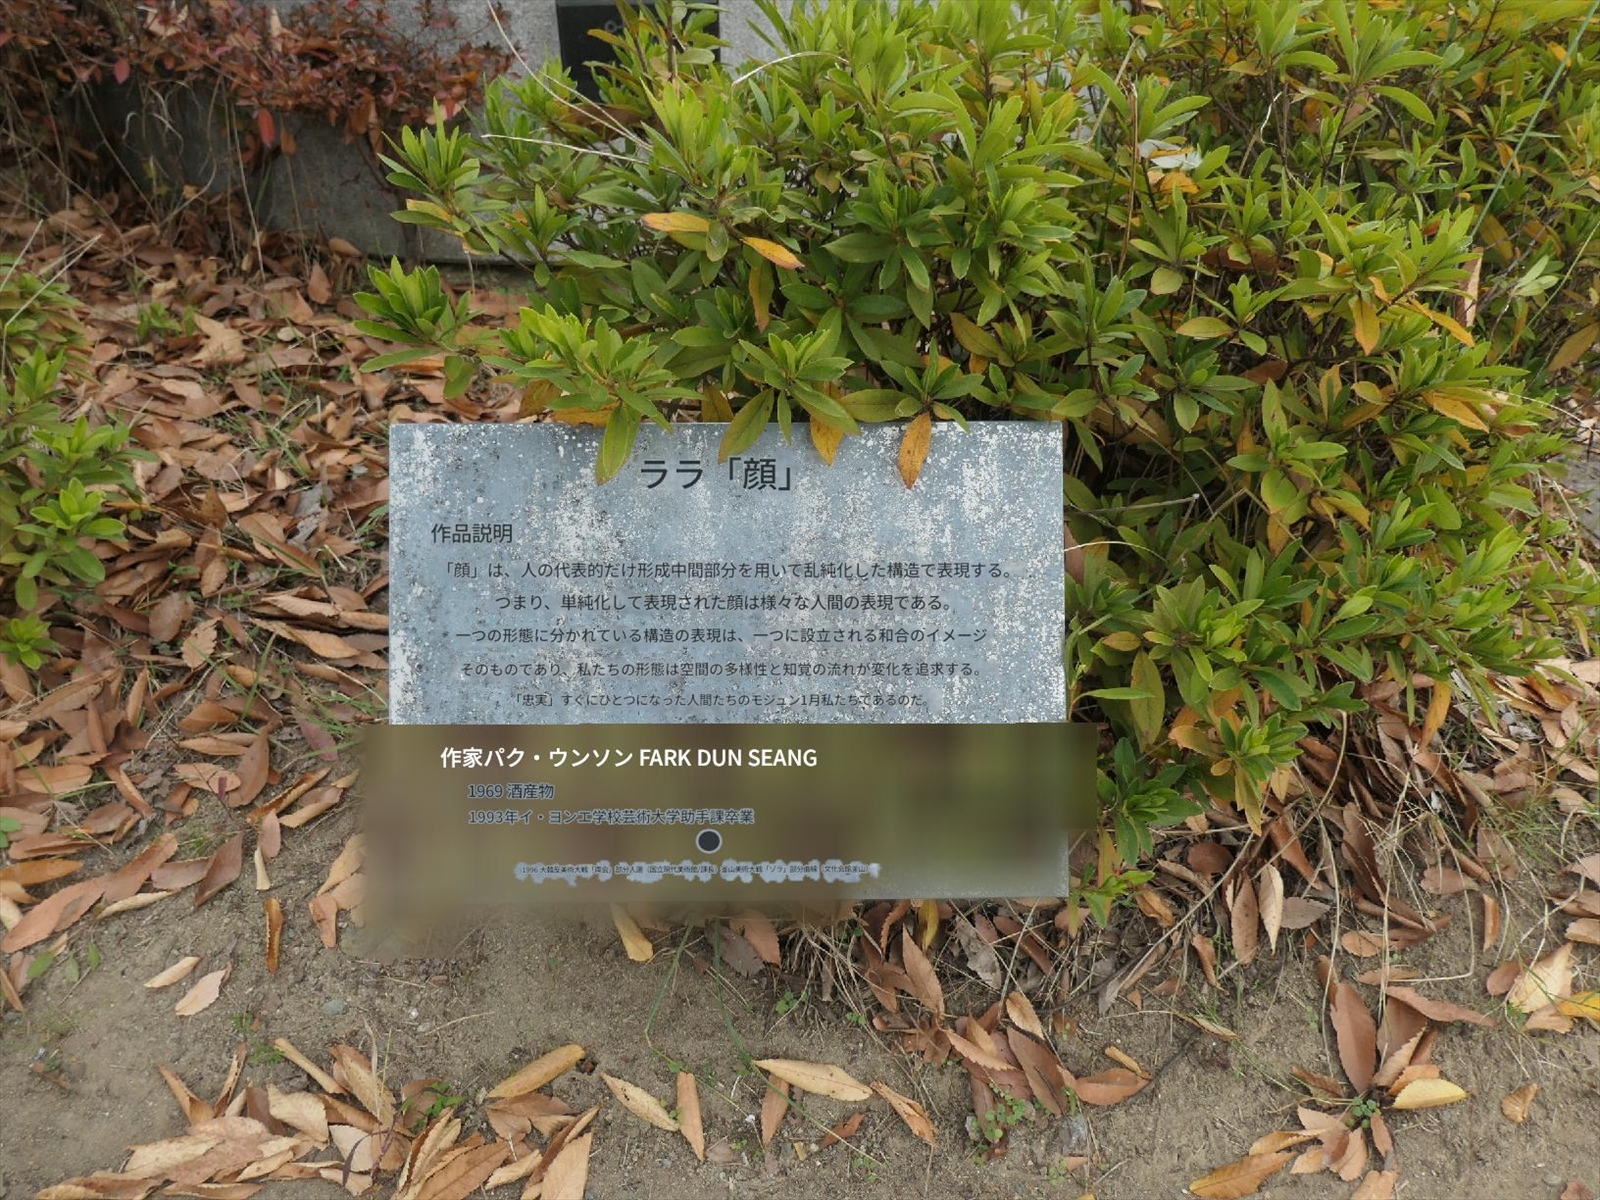 ララ「顔」
作品説明
「顔」は、人の代表的だけ形成中間部分を用いて乱純化した構造で表現する。
つまり、単純化して表現された顔は様々な人間の表現である。
一つの形態に分かれている構造の表現は、一つに設立される和合のイメージ
そのものであり、私たちの形態は空間の多様性と知覚の流れが変化を追求する。
「忠実」すぐにひとつになった人間たちのモジュン1月私たちであるのだ。
作家パク・ウンソン FARK DUN SEANG
1969 酒産物
1993年イ・ヨンエ学校芸術大学助手課卒業